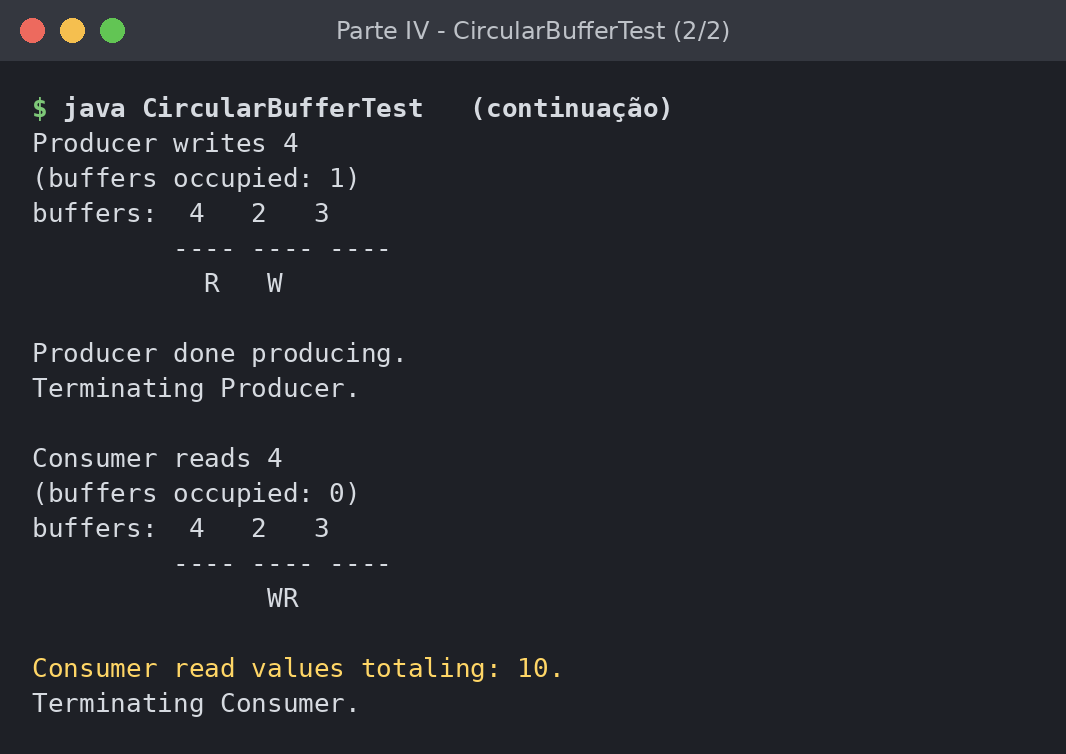 Parte IV - CircularBufferTest (2/2)
$ java CircularBufferTest   (continuação)
Producer writes 4
(buffers occupied: 1)
buffers:  4   2   3
         ---- ---- ----
           R   W
Producer done producing.
Terminating Producer.
Consumer reads 4
(buffers occupied: 0)
buffers:  4   2   3
         ---- ---- ----
               WR
Consumer read values totaling: 10.
Terminating Consumer.